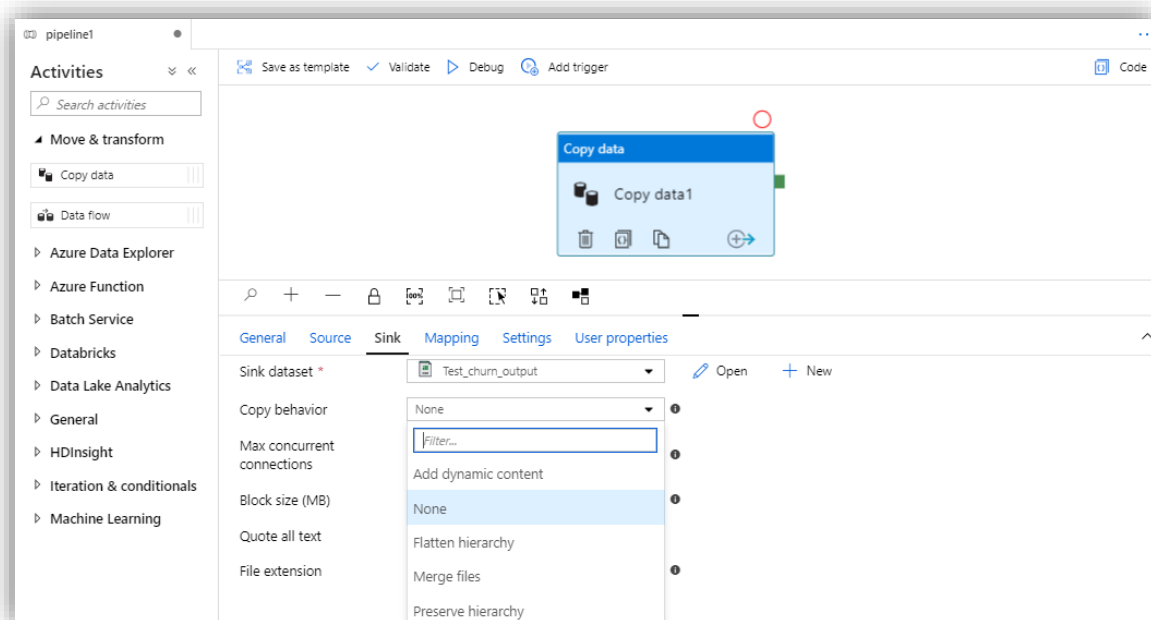 pipeline1
Activities
Search activities
Move & transform
Copy data
Data flow
Azure Data Explorer
Azure Function
Batch Service
Databricks
Data Lake Analytics
General
HDInsight
Iteration & conditionals
Machine Learning
Save as template Validate Debug Add trigger Code
Copy data
Copy data1
100%
General Source Sink Mapping Settings User properties
Sink dataset * Test_churn_output Open New
Copy behavior None
Filter...
Max concurrent
connections
Add dynamic content
Block size (MB)
None
Quote all text
Flatten hierarchy
File extension
Merge files
Preserve hierarchy